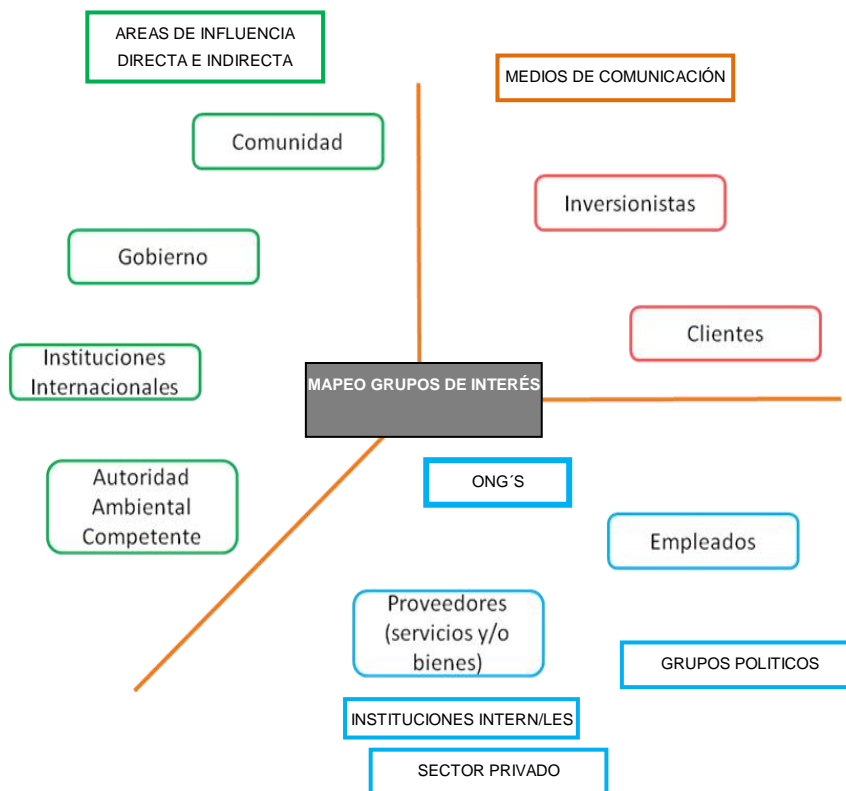 AREAS DE INFLUENCIA
DIRECTA E INDIRECTA
MEDIOS DE COMUNICACIÓN
Comunidad
Inversionistas
Gobierno
Clientes
Instituciones
Internacionales
MAPEO GRUPOS DE INTERÉS
Autoridad
Ambiental
Competente
ONG´S
Empleados
Proveedores
(servicios y/o
bienes)
GRUPOS POLITICOS
INSTITUCIONES INTERN/LES
SECTOR PRIVADO